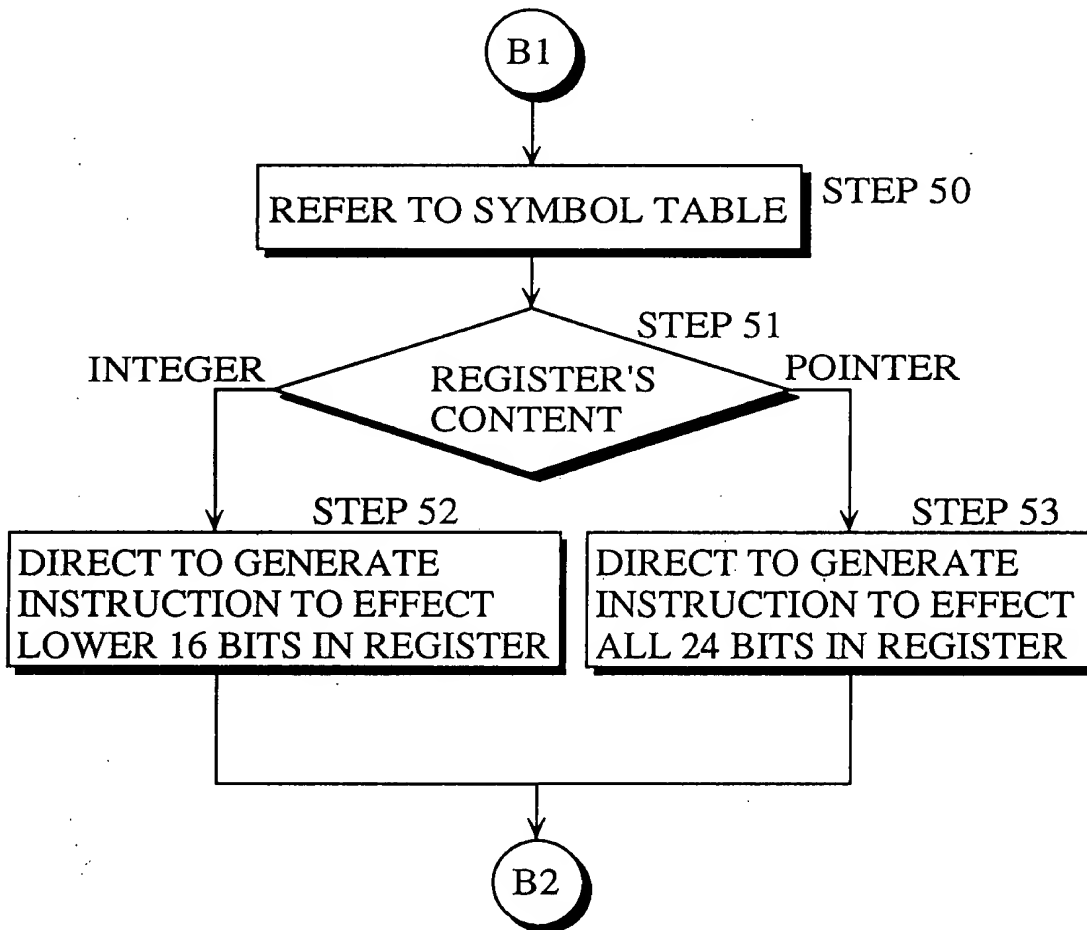 B1
REFER TO SYMBOL TABLE
STEP 50
STEP 51
INTEGER
REGISTER'S
CONTENT
POINTER
STEP 52
DIRECT TO GENERATE
INSTRUCTION TO EFFECT
LOWER 16 BITS IN REGISTER
STEP 53
DIRECT TO GENERATE
INSTRUCTION TO EFFECT
ALL 24 BITS IN REGISTER
B2